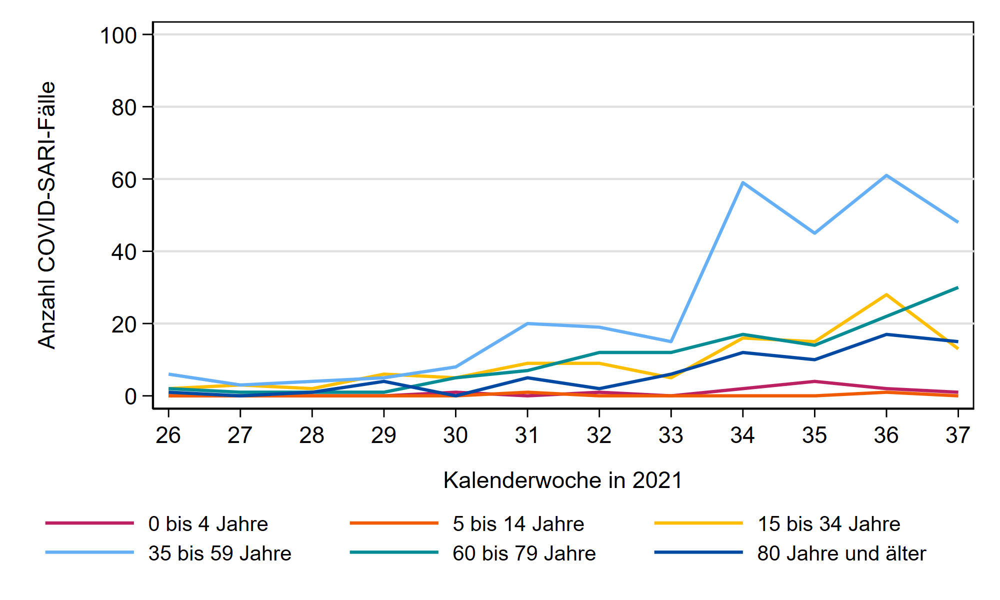 Anzahl COVID-SARI-Fälle
100
80
60
40
20
0
26 27 28 29 30 31 32 33 34 35 36 37
Kalenderwoche in 2021
0 bis 4 Jahre 5 bis 14 Jahre 15 bis 34 Jahre
35 bis 59 Jahre 60 bis 79 Jahre 80 Jahre und älter